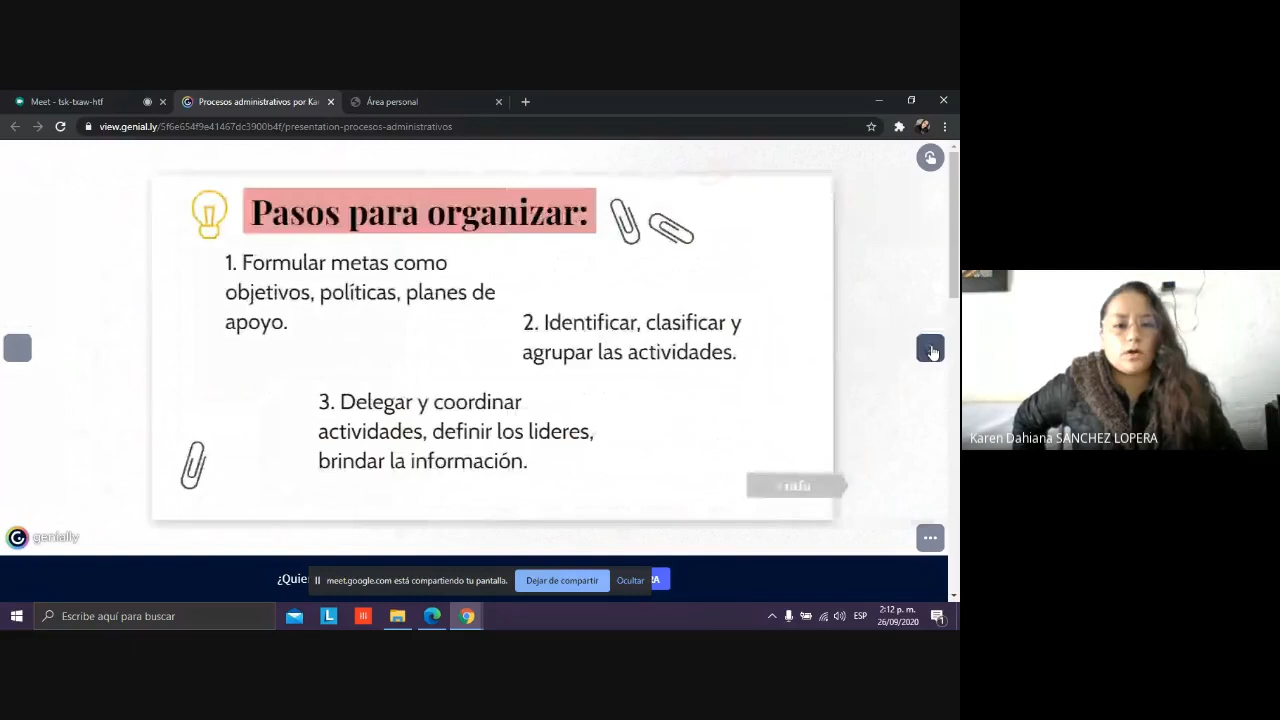 Meet - tsk-txaw-htf
Procesos administrativos por Ka
Área personal
view.genial.ly/5f6e654f9e41467dc3900b4f/presentation-procesos-administrativos
Pasos para organizar:
1. Formular metas como
objetivos, políticas, planes de
apoyo.
2. Identificar, clasificar y
agrupar las actividades.
3. Delegar y coordinar
actividades, definir los lideres,
brindar la información.
genially
¿Quie
meet.google.com está compartiendo tu pantalla.
Dejar de compartir
Ocultar
RA
Karen Dahiana SANCHEZ LOPERA
Escribe aquí para buscar
L
ESP
2:12 p. m.
26/09/2020
1